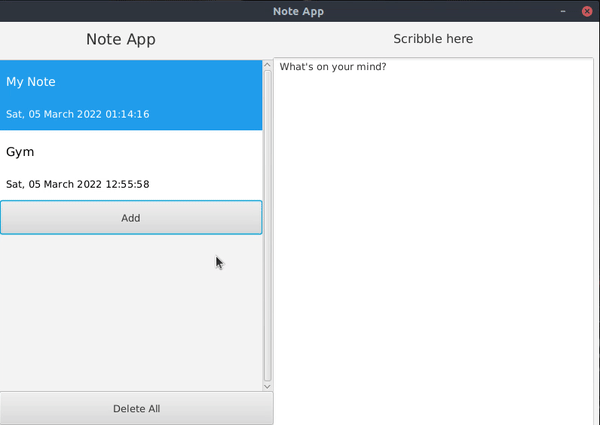 Note App
Note App
Scribble here
My Note
Sat, 05 March 2022 01:14:16
Gym
Sat, 05 March 2022 12:55:58
Add
Delete All
What's on your mind?